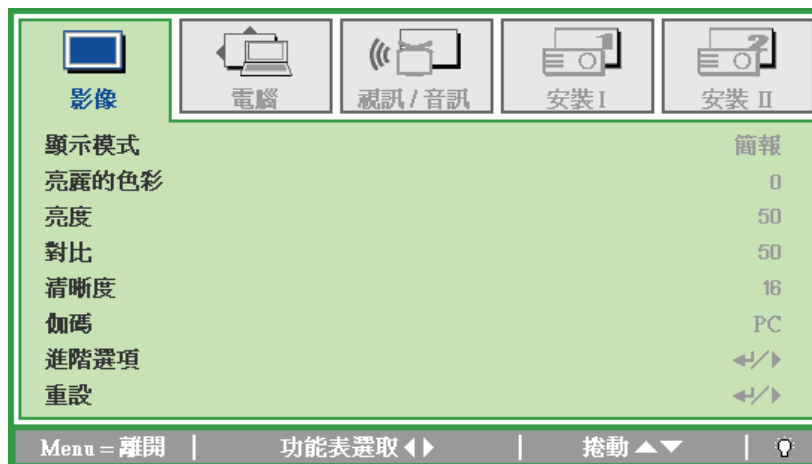 影像 電腦 視訊 / 音訊 安裝 I 安裝 II
顯示模式 簡報
亮麗的色彩 0
亮度 50
對比 50
清晰度 16
伽碼 PC
進階選項
重設
Menu = 離開 功能表選取 捲動